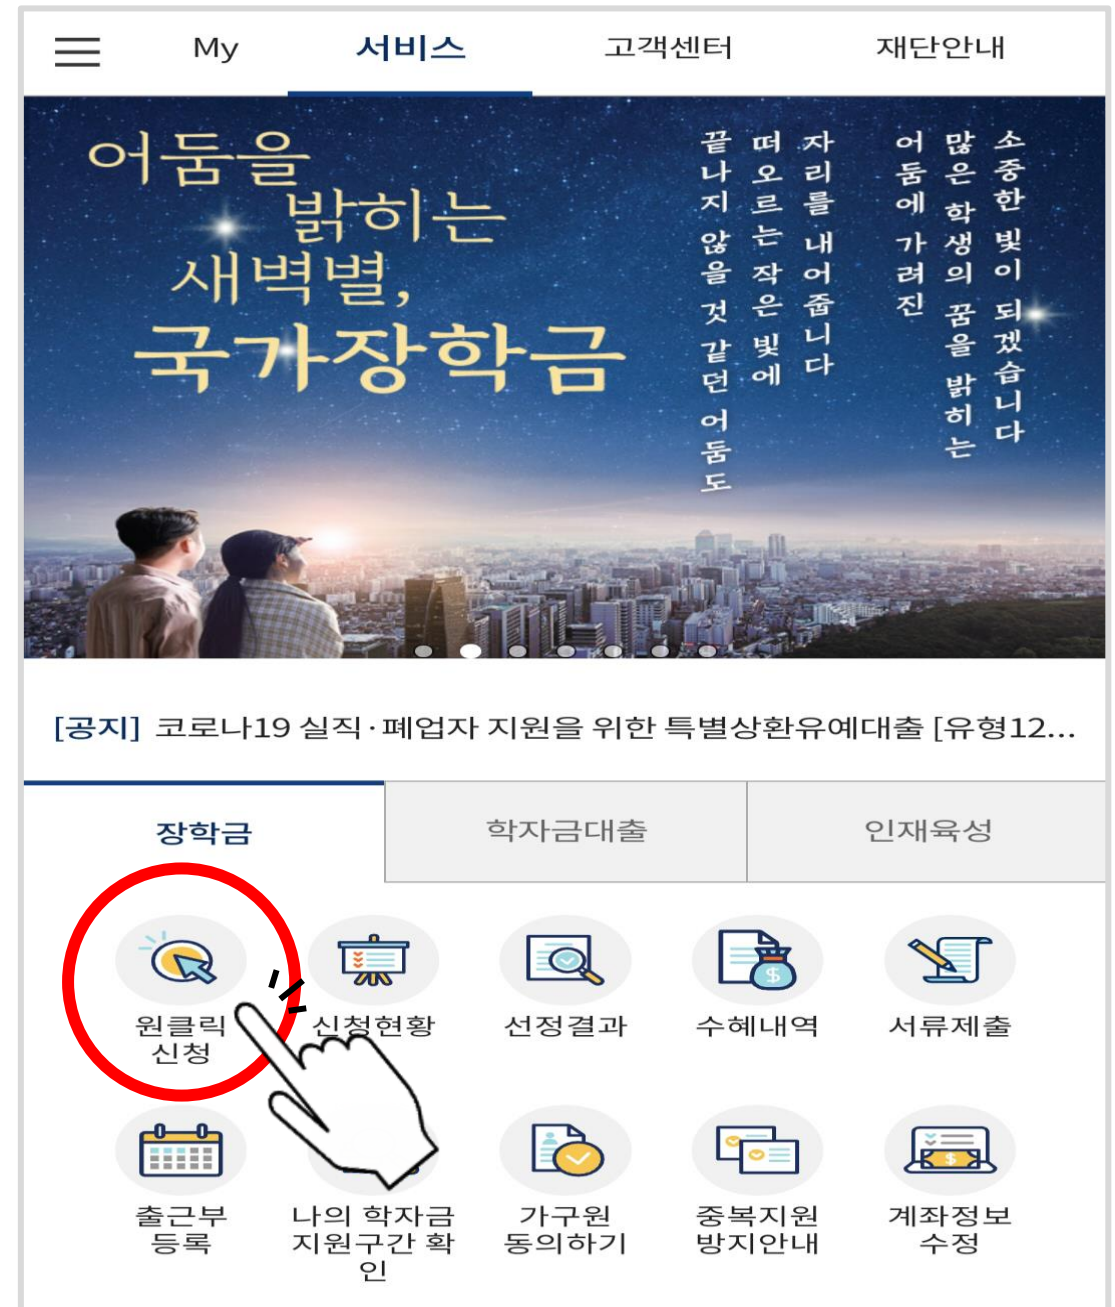 My
서비스
고객센터
재단안내
어둠을
밝히는
새벽별,
국가장학금
소중한 빛이 되겠습니다
많은 학생의 꿈을 밝히는
어둠에 가려진
자리를 내어줍니다
떠오르는 작은 빛에
끝나지 않을 것 같던 어둠도
[공지] 코로나19 실직·폐업자 지원을 위한 특별상환유예대출 [유형12...
장학금
학자금대출
인재육성
원클릭
신청
신청현황
선정결과
수혜내역
서류제출
출근부
등록
나의 학자금
지원구간 확
인
가구원
동의하기
중복지원
방지안내
계좌정보
수정